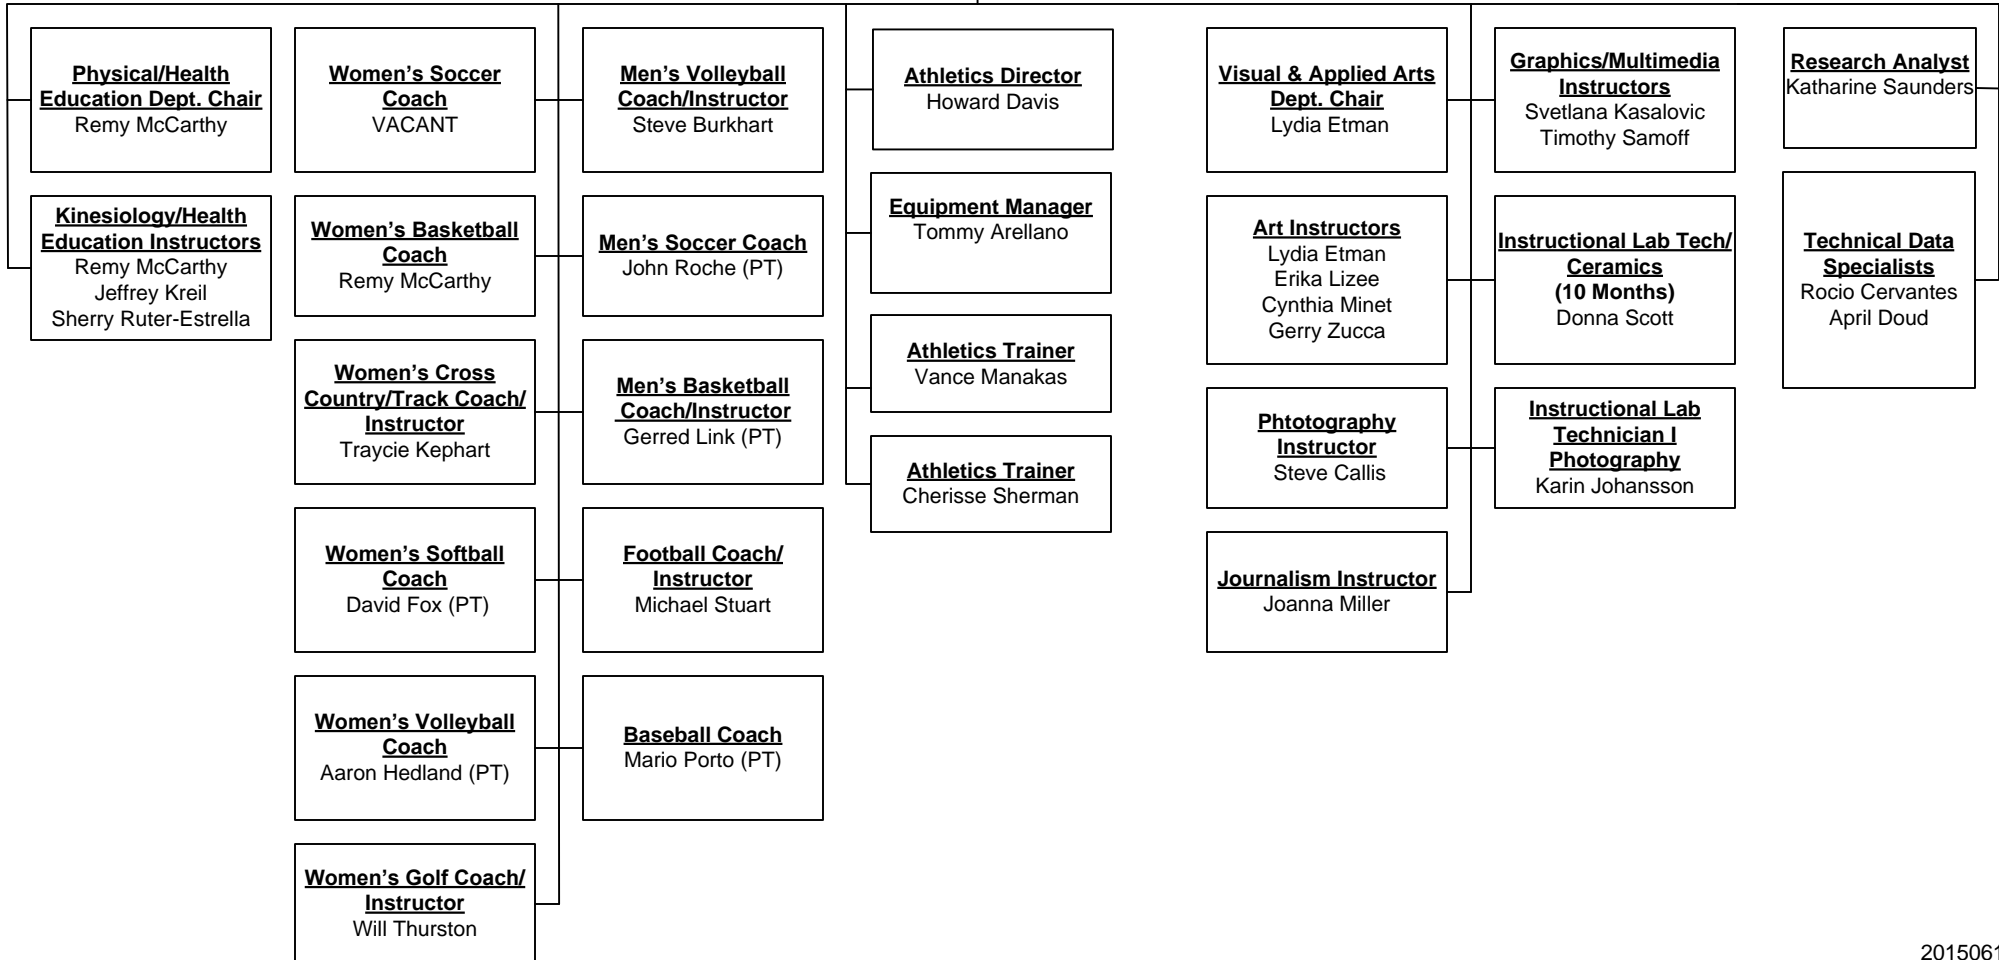 Physical/Health
Education Dept. Chair
Remy McCarthy
Kinesiology/Health
Education Instructors
Remy McCarthy
Jeffrey Kreil
Sherry Ruter-Estrella
Women's Soccer
Coach
VACANT
Women's Basketball
Coach
Remy McCarthy
Women's Cross
Country/Track Coach/
Instructor
Traycie Kephart
Women's Softball
Coach
David Fox (PT)
Women's Volleyball
Coach
Aaron Hedland (PT)
Women's Golf Coach/
Instructor
Will Thurston
Men's Volleyball
Coach/Instructor
Steve Burkhart
Men's Soccer Coach
John Roche (PT)
Men's Basketball
Coach/Instructor
Gerred Link (PT)
Football Coach/
Instructor
Michael Stuart
Baseball Coach
Mario Porto (PT)
Athletics Director
Howard Davis
Equipment Manager
Tommy Arellano
Athletics Trainer
Vance Manakas
Athletics Trainer
Cherisse Sherman
Visual & Applied Arts
Dept. Chair
Lydia Etman
Art Instructors
Lydia Etman
Erika Lizee
Cynthia Minet
Gerry Zucca
Phtotography
Instructor
Steve Callis
Journalism Instructor
Joanna Miller
Graphics/Multimedia
Instructors
Svetlana Kasalovic
Timothy Samoff
Instructional Lab Tech/
Ceramics
(10 Months)
Donna Scott
Instructional Lab
Technician I
Photography
Karin Johansson
Research Analyst
Katharine Saunders
Technical Data
Specialists
Rocio Cervantes
April Doud
2015061